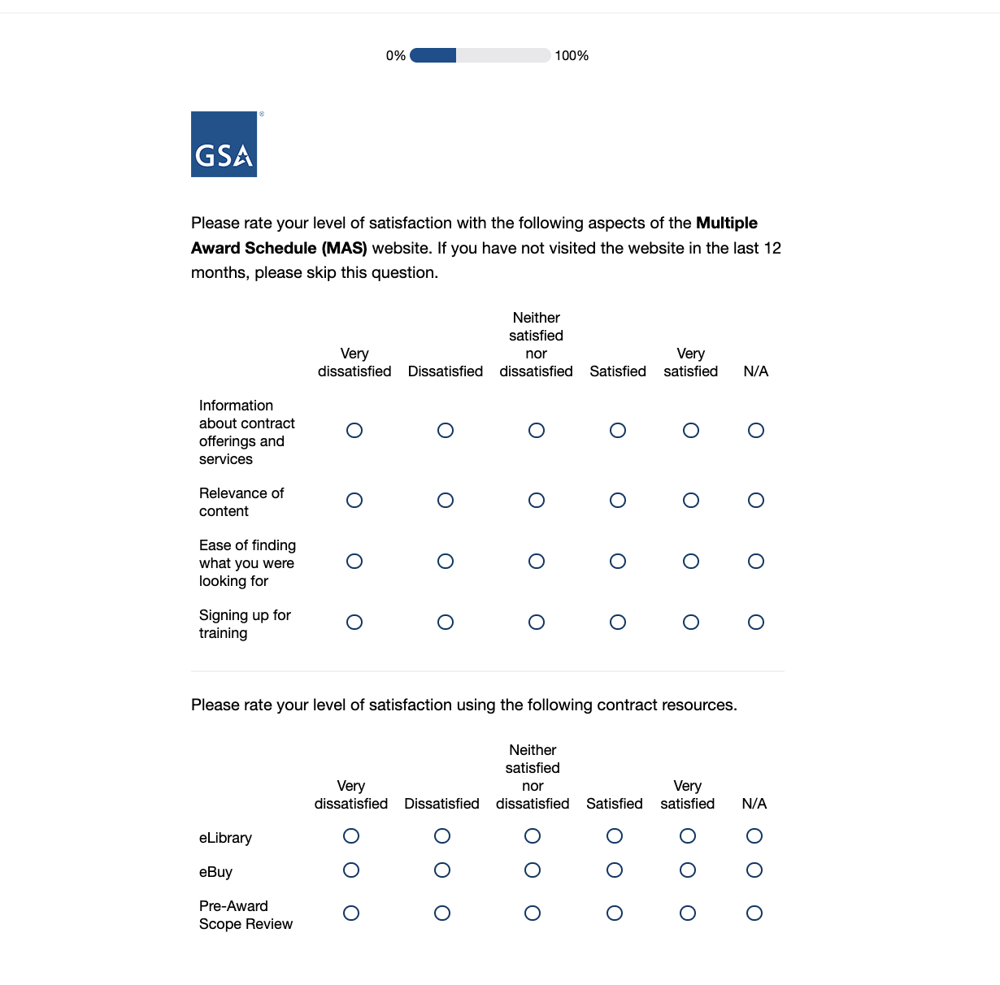 0% 100%
GSA®
Please rate your level of satisfaction with the following aspects of the Multiple
Award Schedule (MAS) website. If you have not visited the website in the last 12
months, please skip this question.
Neither
satisfied
Very nor Very
dissatisfied Dissatisfied dissatisfied Satisfied satisfied N/A
Information
about contract
offerings and
services
Relevance of
content
Ease of finding
what you were
looking for
Signing up for
training
Please rate your level of satisfaction using the following contract resources.
Neither
satisfied
Very nor Very
dissatisfied Dissatisfied dissatisfied Satisfied satisfied N/A
eLibrary
eBuy
Pre-Award
Scope Review